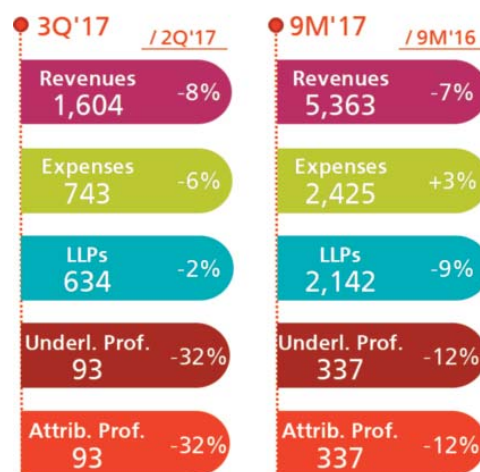 3Q'17
/ 2Q'17
Revenues
1,604
-8%
Expenses
743
-6%
LLPs
634
-2%
Underl. Prof.
93
-32%
Attrib. Prof.
93
-32%
9M'17
/ 9M'16
Revenues
5,363
-7%
Expenses
2,425
+3%
LLPs
2,142
-9%
Underl. Prof.
337
-12%
Attrib. Prof.
337
-12%